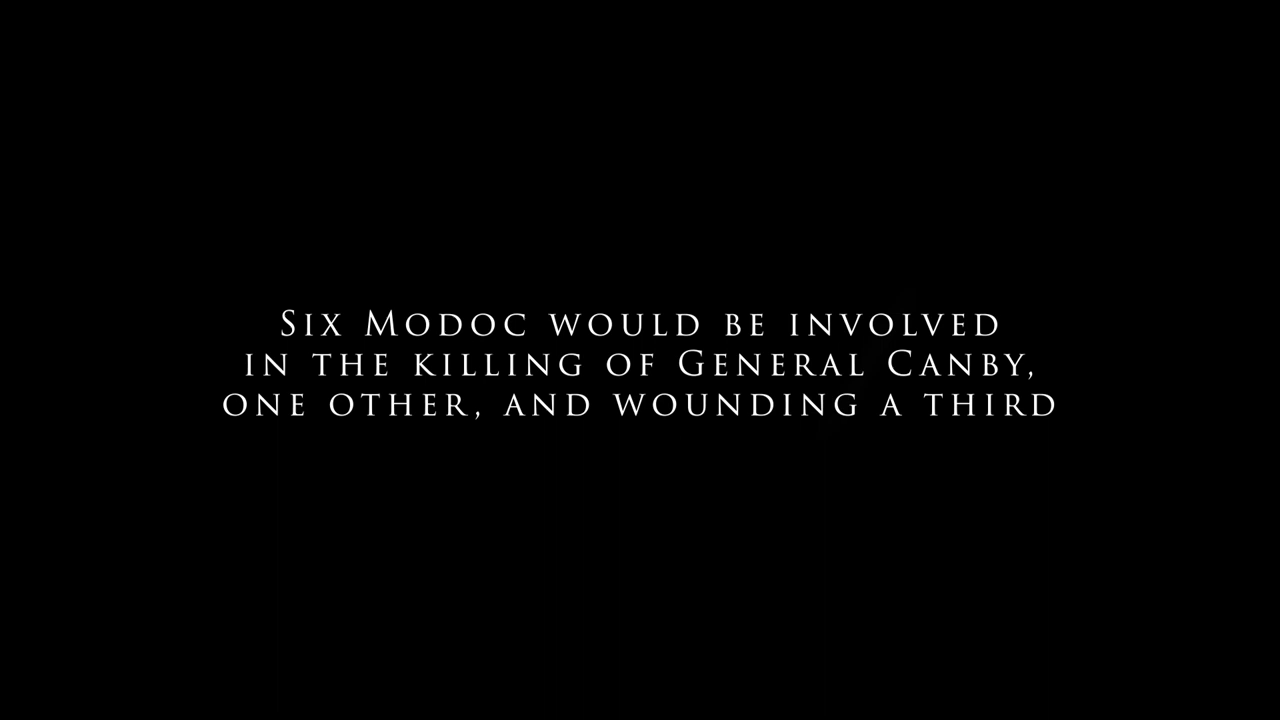 Six Modoc would be involved
in the killing of General Canby,
one other, and wounding a third